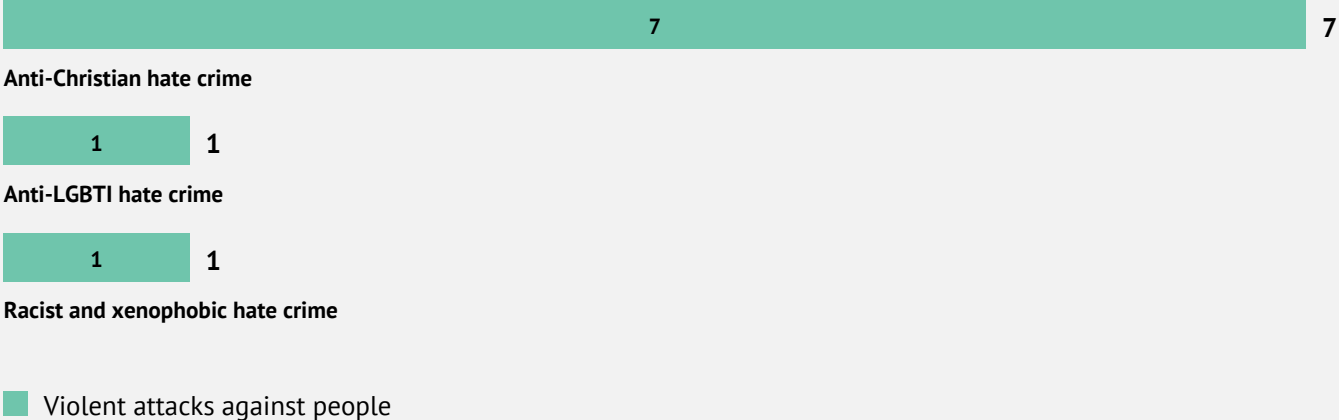 7 7
Anti-Christian hate crime
1 1
Anti-LGBTI hate crime
1 1
Racist and xenophobic hate crime
Violent attacks against people